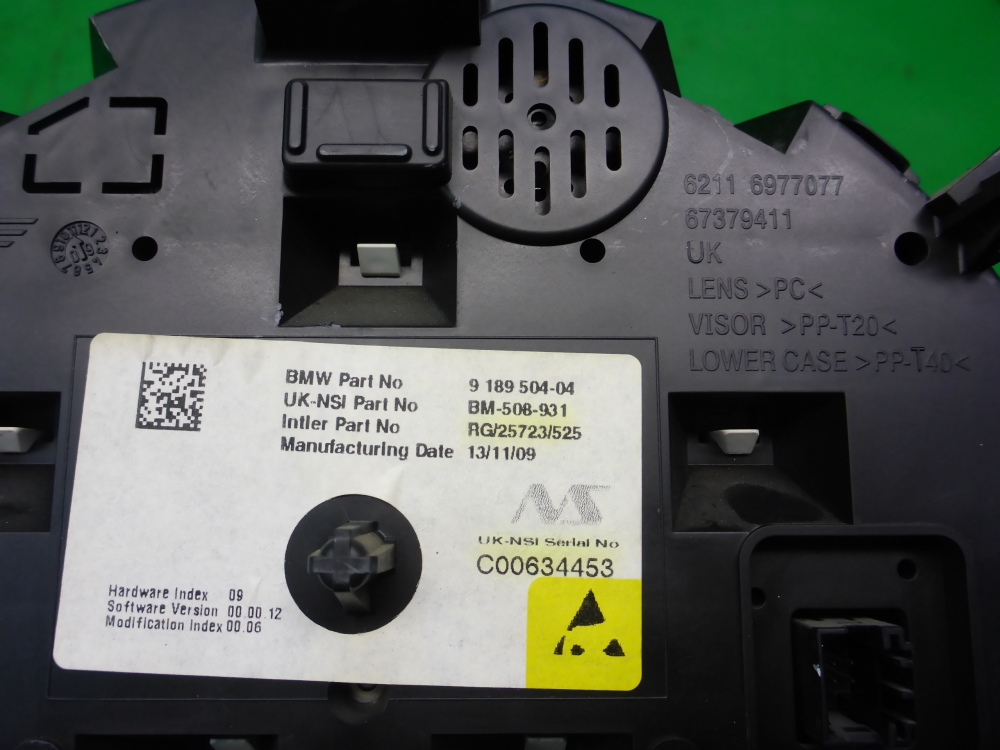 6211 6977077
67379411
UK
LENS >PC<
VISOR >PP-T20<
LOWER CASE >PP-T40<
BMW Part No 9 189 504-04
UK-NSI Part No BM-508-931
Intier Part No RG/25723/525
Manufacturing Date 13/11/09
UK-NSI Serial No
C00634453
Hardware Index 09
Software Version 00.00.12
Modification Index 00.06